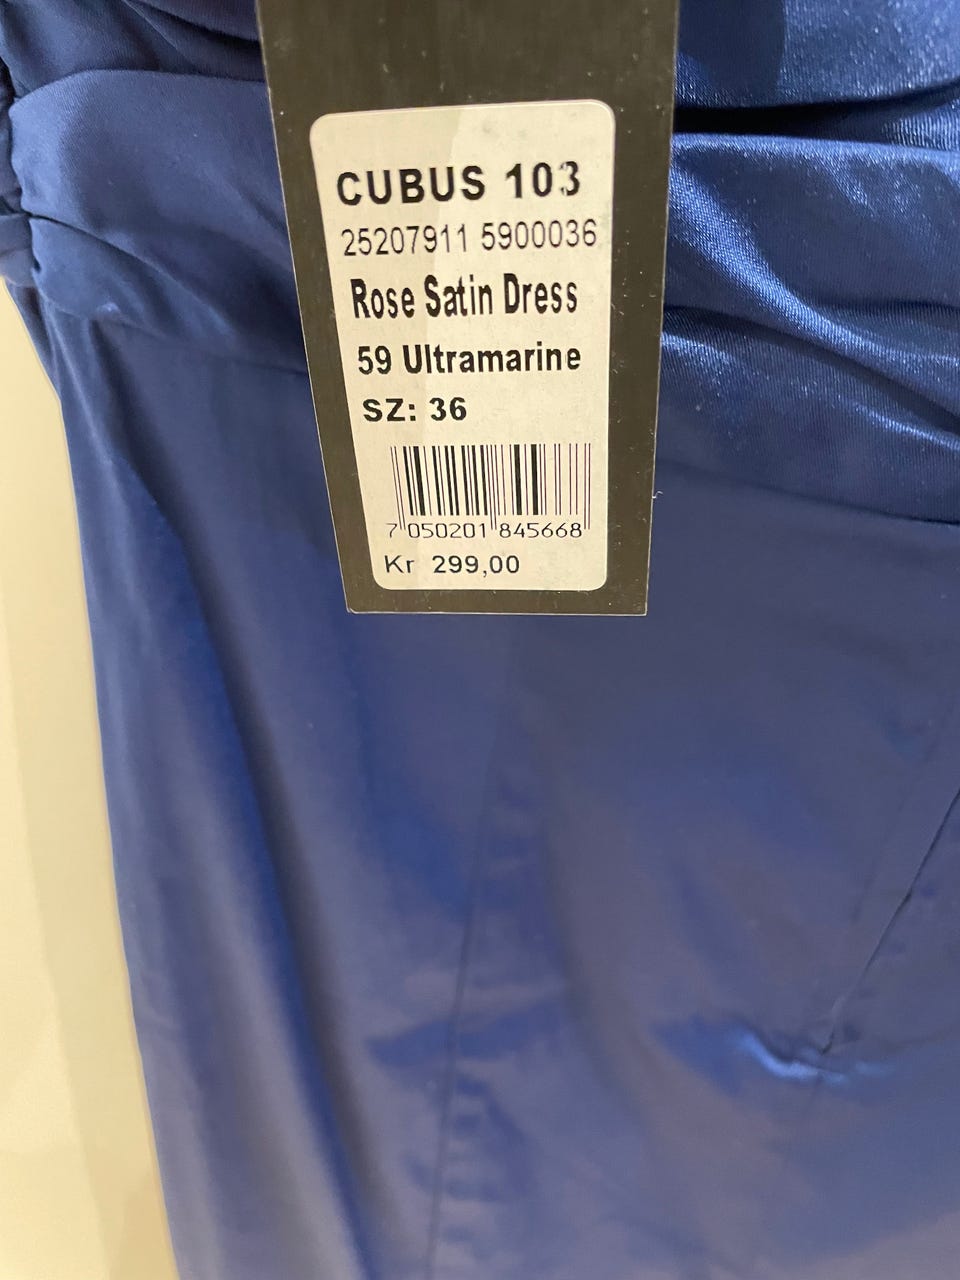 CUBUS 103
25207911 5900036
Rose Satin Dress
59 Ultramarine
SZ: 36
7 050201 845668
Kr 299,00